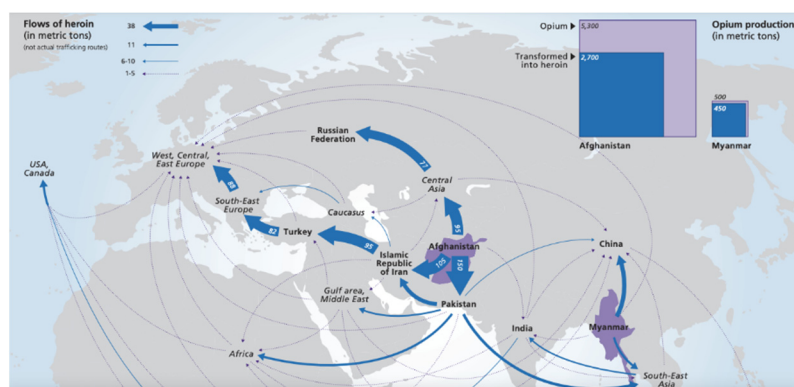 Flows of heroin
(in metric tons)
(not actual trafficking routes)
38
11
6-10
1-5
Opium
5,300
Transformed
into heroin
2,700
Afghanistan
Opium production
(in metric tons)
500
450
Myanmar
USA,
Canada
West, Central,
East Europe
Russian
Federation
77
Central
Asia
88
South-East
Europe
Caucasus
82
Turkey
95
95
Afghanistan
Islamic
Republic
of Iran
105
150
China
Gulf area,
Middle East
Pakistan
India
Myanmar
Africa
South-East
Asia